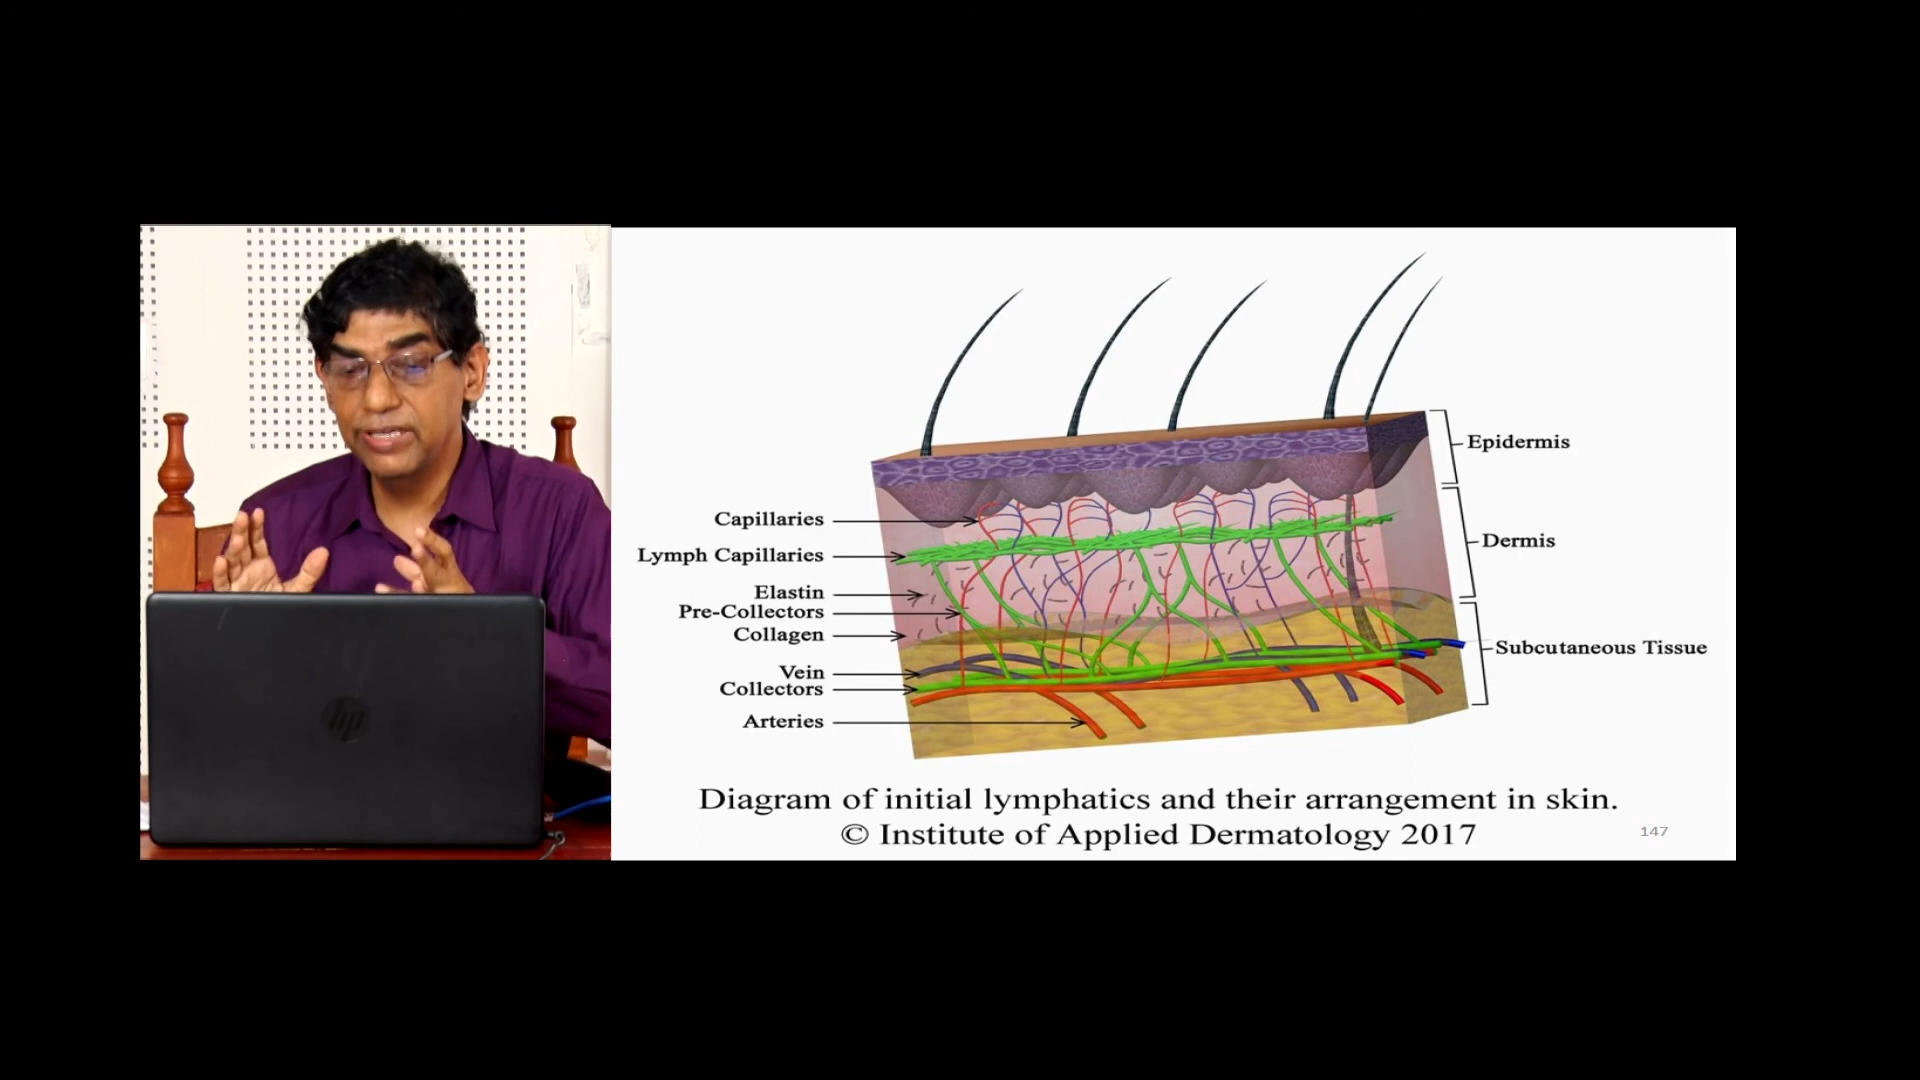 Epidermis
Capillaries
Dermis
Lymph Capillaries
Elastin
Pre-Collectors
Collagen
Subcutaneous Tissue
Vein
Collectors
Arteries
Diagram of initial lymphatics and their arrangement in skin.
© Institute of Applied Dermatology 2017
147
hp